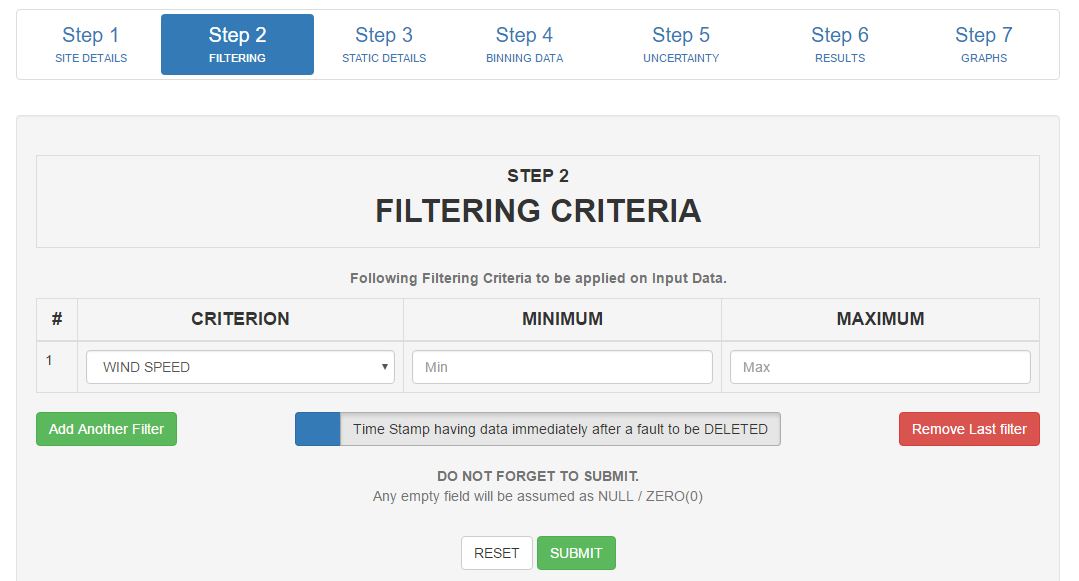 Step 1 Step 2 Step 3 Step 4 Step 5 Step 6 Step 7
SITE DETAILS FILTERING STATIC DETAILS BINNING DATA UNCERTAINTY RESULTS GRAPHS
STEP 2
FILTERING CRITERIA
Following Filtering Criteria to be applied on Input Data.
# CRITERION MINIMUM MAXIMUM
1 WIND SPEED Min Max
Add Another Filter Time Stamp having data immediately after a fault to be DELETED Remove Last filter
DO NOT FORGET TO SUBMIT.
Any empty field will be assumed as NULL / ZERO(0)
RESET SUBMIT